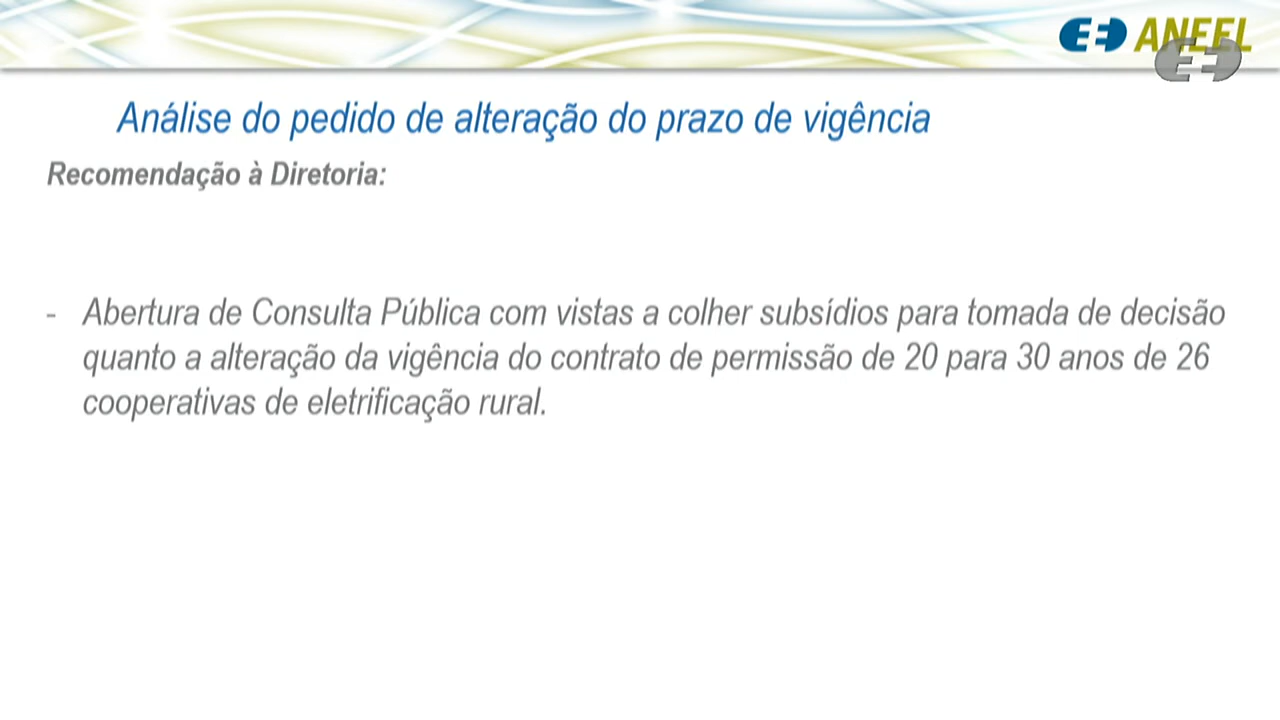 ANEEL
Análise do pedido de alteração do prazo de vigência
Recomendação à Diretoria:
- Abertura de Consulta Pública com vistas a colher subsídios para tomada de decisão
quanto a alteração da vigência do contrato de permissão de 20 para 30 anos de 26
cooperativas de eletrificação rural.